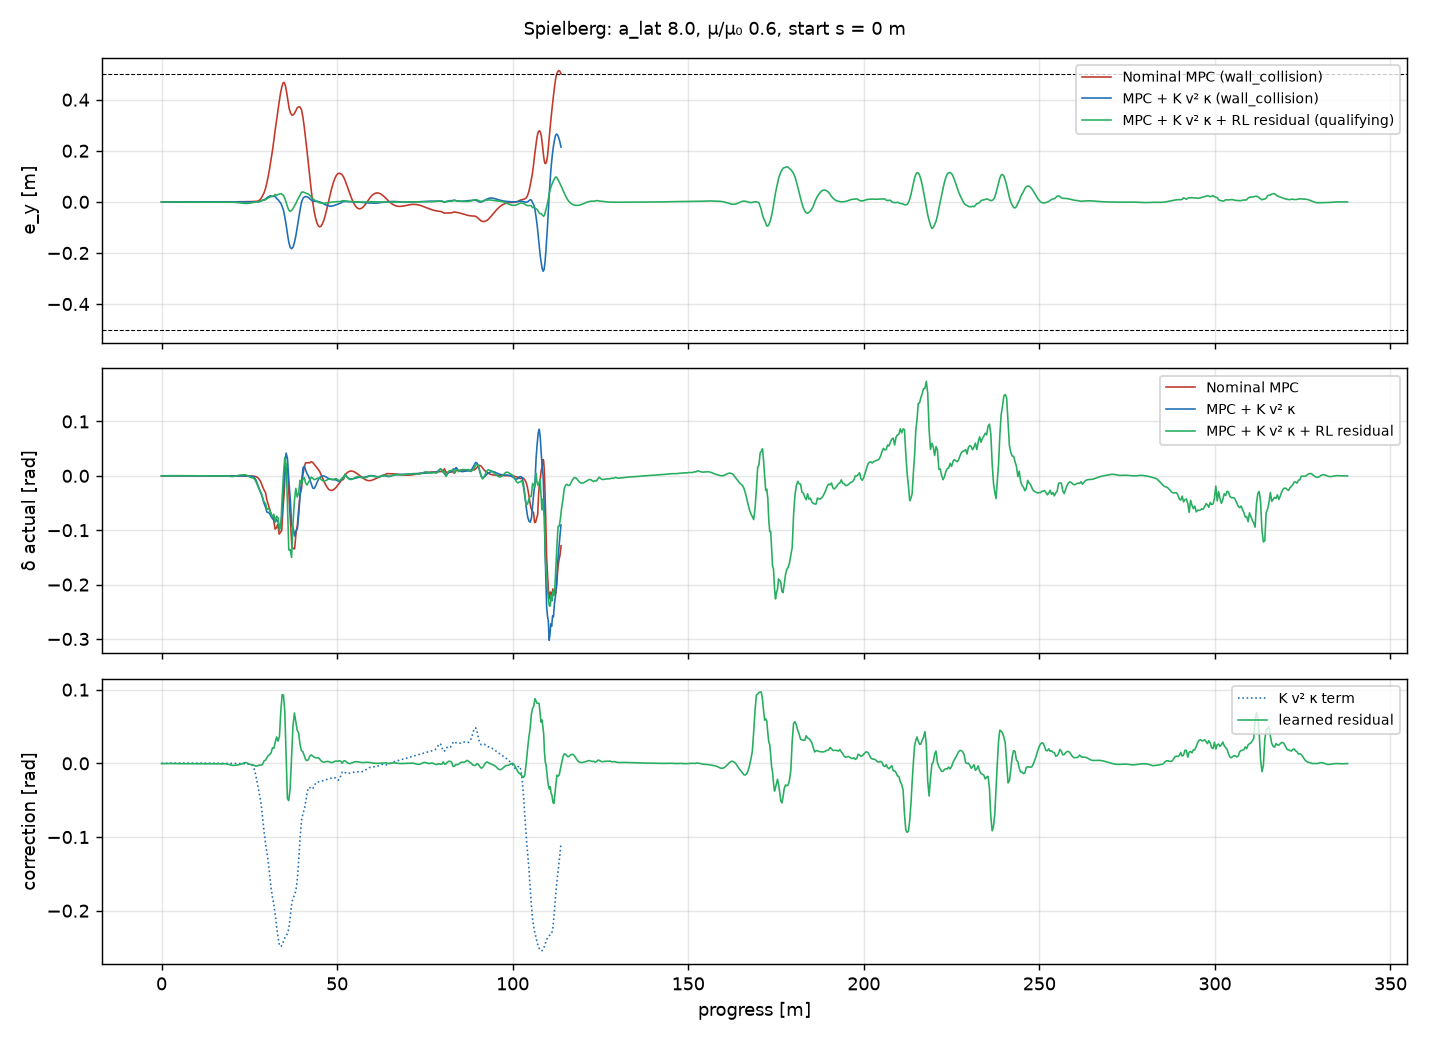 Spielberg: a_lat 8.0, μ/μ₀ 0.6, start s = 0 m
e_y [m]
0.4
0.2
0.0
−0.2
−0.4
Nominal MPC (wall_collision)
MPC + K v² κ (wall_collision)
MPC + K v² κ + RL residual (qualifying)
δ actual [rad]
0.1
0.0
−0.1
−0.2
−0.3
Nominal MPC
MPC + K v² κ
MPC + K v² κ + RL residual
correction [rad]
0.1
0.0
−0.1
−0.2
K v² κ term
learned residual
0 50 100 150 200 250 300 350
progress [m]